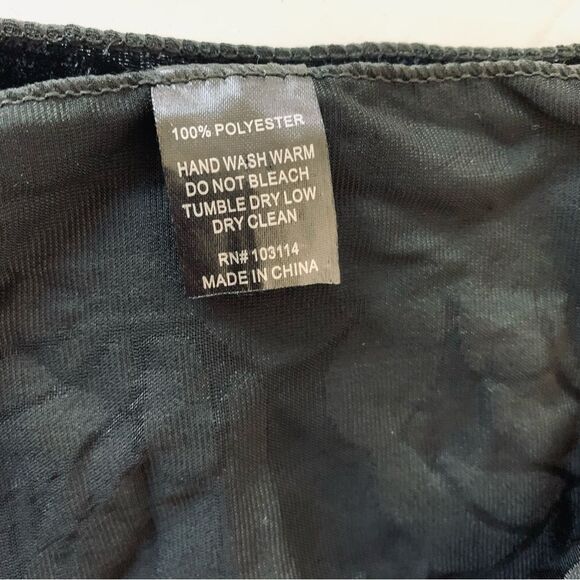 100% POLYESTER
HAND WASH WARM
DO NOT BLEACH
TUMBLE DRY LOW
DRY CLEAN
RN# 103114
MADE IN CHINA